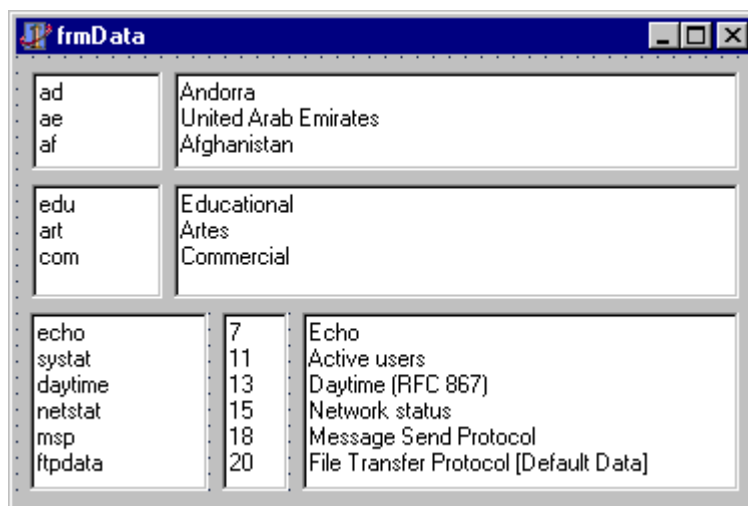 frmData
ad Andorra
ae United Arab Emirates
af Afghanistan
edu Educational
art Artes
com Commercial
echo 7 Echo
systat 11 Active users
daytime 13 Daytime (RFC 867)
netstat 15 Network status
msp 18 Message Send Protocol
ftpdata 20 File Transfer Protocol [Default Data]